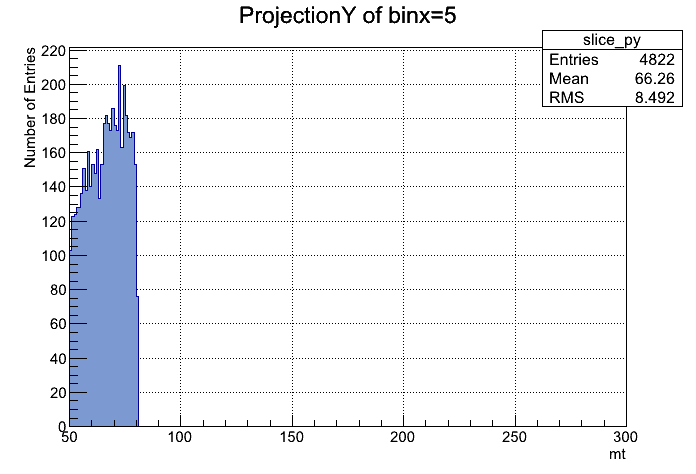 ProjectionY of binx=5
slice_py
Entries 4822
Mean 66.26
RMS 8.492
Number of Entries
220
200
180
160
140
120
100
80
60
40
20
0
50 100 150 200 250 300
mt